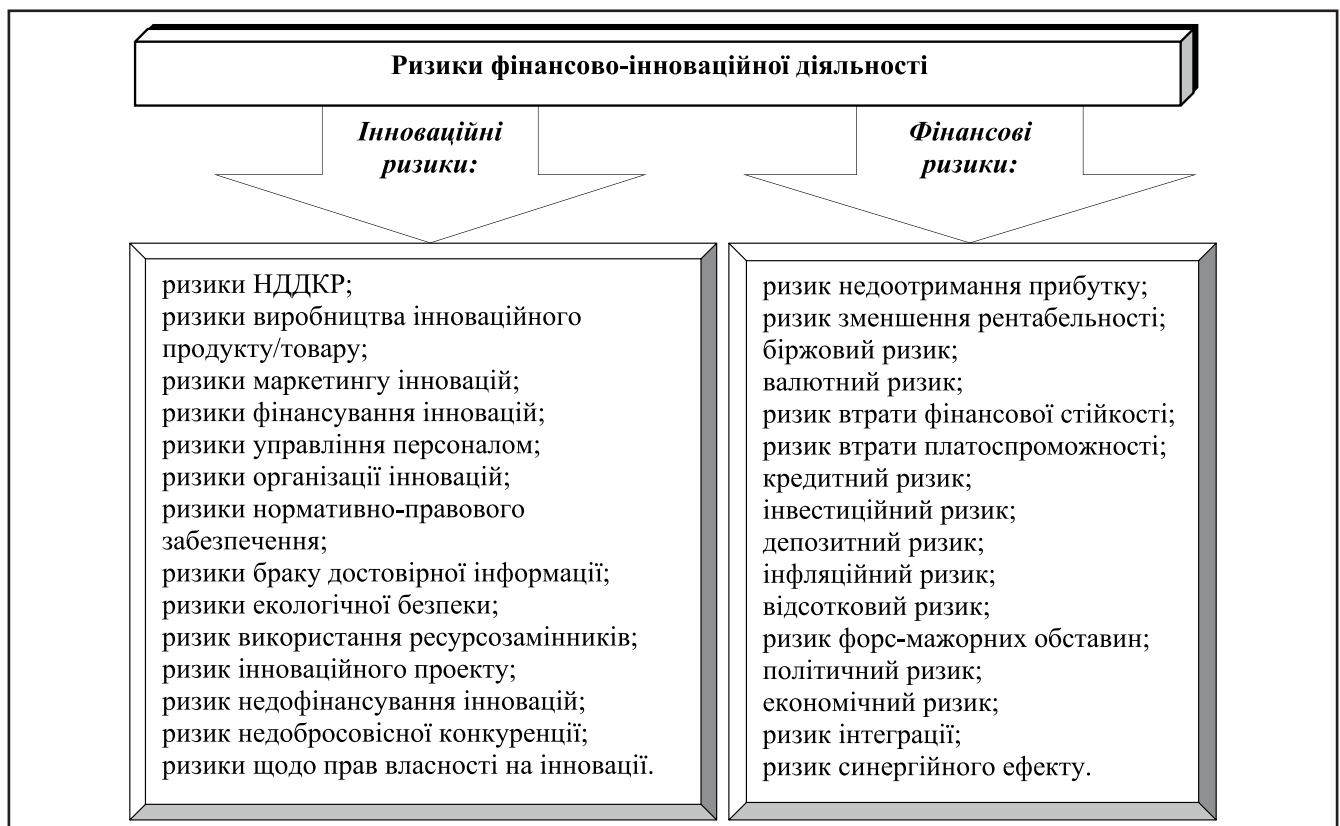 Ризики фінансово-інноваційної діяльності
Інноваційні
ризики:
Фінансові
ризики:
ризики НДДКР;
ризики виробництва інноваційного
продукту/товару;
ризики маркетингу інновацій;
ризики фінансування інновацій;
ризики управління персоналом;
ризики організації інновацій;
ризики нормативно-правового
забезпечення;
ризики браку достовірної інформації;
ризики екологічної безпеки;
ризик використання ресурсозамінників;
ризик інноваційного проекту;
ризик недофінансування інновацій;
ризик недобросовісної конкуренції;
ризики щодо прав власності на інновації.
ризик недоотримання прибутку;
ризик зменшення рентабельності;
біржовий ризик;
валютний ризик;
ризик втрати фінансової стійкості;
ризик втрати платоспроможності;
кредитний ризик;
інвестиційний ризик;
депозитний ризик;
інфляційний ризик;
відсотковий ризик;
ризик форс-мажорних обставин;
політичний ризик;
економічний ризик;
ризик інтеграції;
ризик синергійного ефекту.